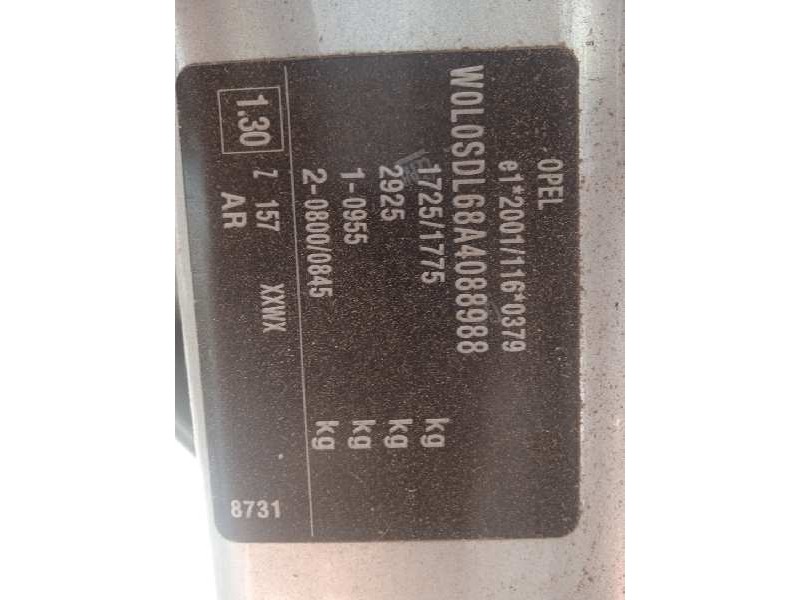 OPEL
e1*2001/116*0379
W0L0SDL68A4088988
1725/1775 kg
2925 kg
1-0955 kg
2-0800/0845 kg
1.30 Z 157 XXWX
AR
8731